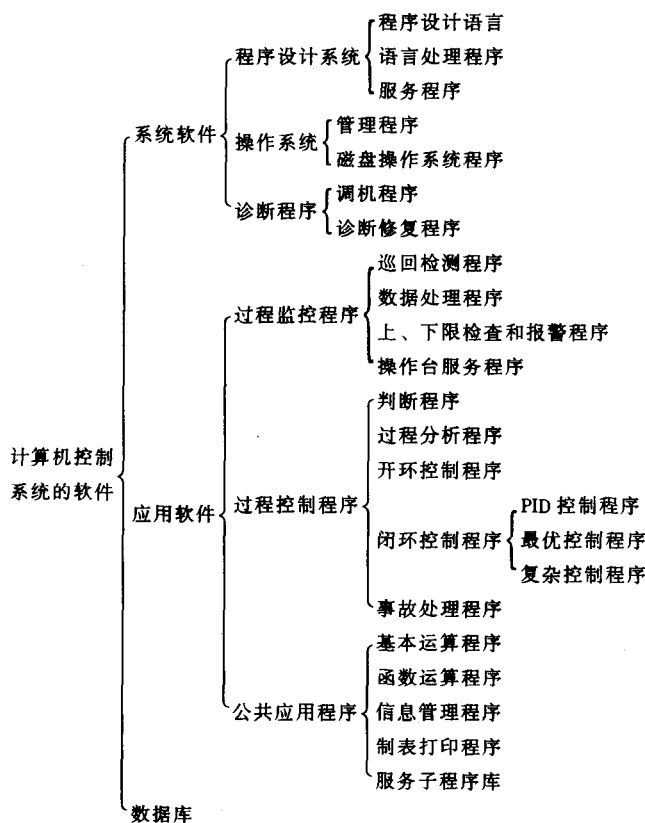 程序设计语言
程序设计系统
语言处理程序
服务程序
系统软件
管理程序
操作系统
磁盘操作系统程序
调机程序
诊断程序
诊断修复程序
巡回检测程序
数据处理程序
过程监控程序
上、下限检查和报警程序
操作台服务程序
判断程序
过程分析程序
计算机控制
系统的软件
开环控制程序
应用软件
过程控制程序
PID 控制程序
闭环控制程序
最优控制程序
复杂控制程序
事故处理程序
基本运算程序
函数运算程序
公共应用程序
信息管理程序
制表打印程序
服务子程序库
数据库